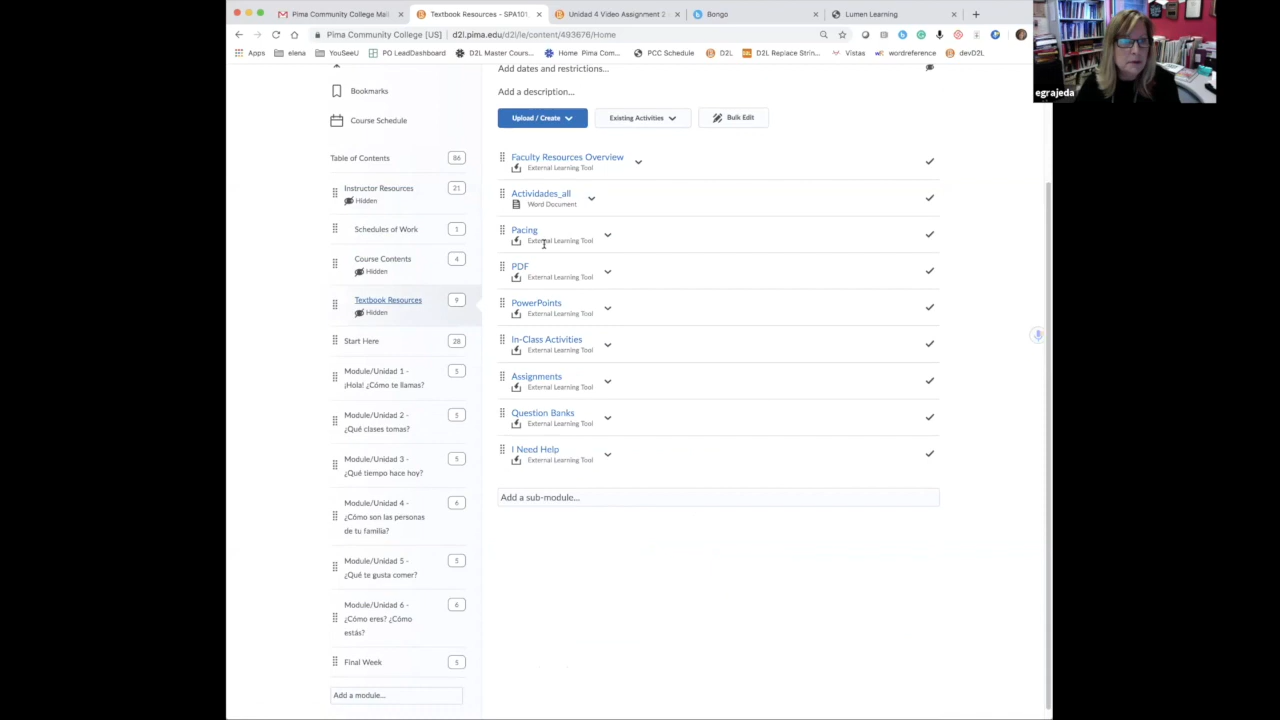 Pima Community College Mail
Textbook Resources - SPA101
Unidad 4 Video Assignment 2
Bongo
Lumen Learning
Pima Community College [US]
d2l.pima.edu/d2l/le/content/493676/Home
Apps
elena
YouSeeU
PO LeadDashboard
D2L Master Cours...
Home Pima Com...
PCC Schedule
D2L
D2L Replace Strin...
Vistas
wordreference
devD2L
egrajeda
Bookmarks
Course Schedule
Table of Contents
86
Instructor Resources
21
Hidden
Schedules of Work
1
Course Contents
4
Hidden
Textbook Resources
9
Hidden
Start Here
28
Module/Unidad 1 -
5
¡Hola! ¿Cómo te llamas?
Module/Unidad 2 -
5
¿Qué clases tomas?
Module/Unidad 3 -
5
¿Qué tiempo hace hoy?
Module/Unidad 4 -
6
¿Cómo son las personas
de tu familia?
Module/Unidad 5 -
5
¿Qué te gusta comer?
Module/Unidad 6 -
6
¿Cómo eres? ¿Cómo
estás?
Final Week
5
Add a module...
Add dates and restrictions...
Add a description...
Upload / Create
Existing Activities
Bulk Edit
Faculty Resources Overview
External Learning Tool
Actividades_all
Word Document
Pacing
External Learning Tool
PDF
External Learning Tool
PowerPoints
External Learning Tool
In-Class Activities
External Learning Tool
Assignments
External Learning Tool
Question Banks
External Learning Tool
I Need Help
External Learning Tool
Add a sub-module...